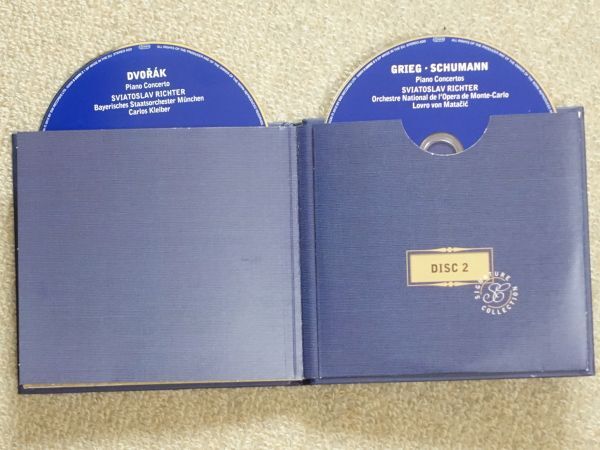 DVOŘÁK
Piano Concerto
SVIATOSLAV RICHTER
Bayerisches Staatsorchester München
Carlos Kleiber
GRIEG · SCHUMANN
Piano Concertos
SVIATOSLAV RICHTER
Orchestre National de l'Opera de Monte-Carlo
Lovro von Matačić
DISC 2
SIGNATURE
SC
COLLECTION